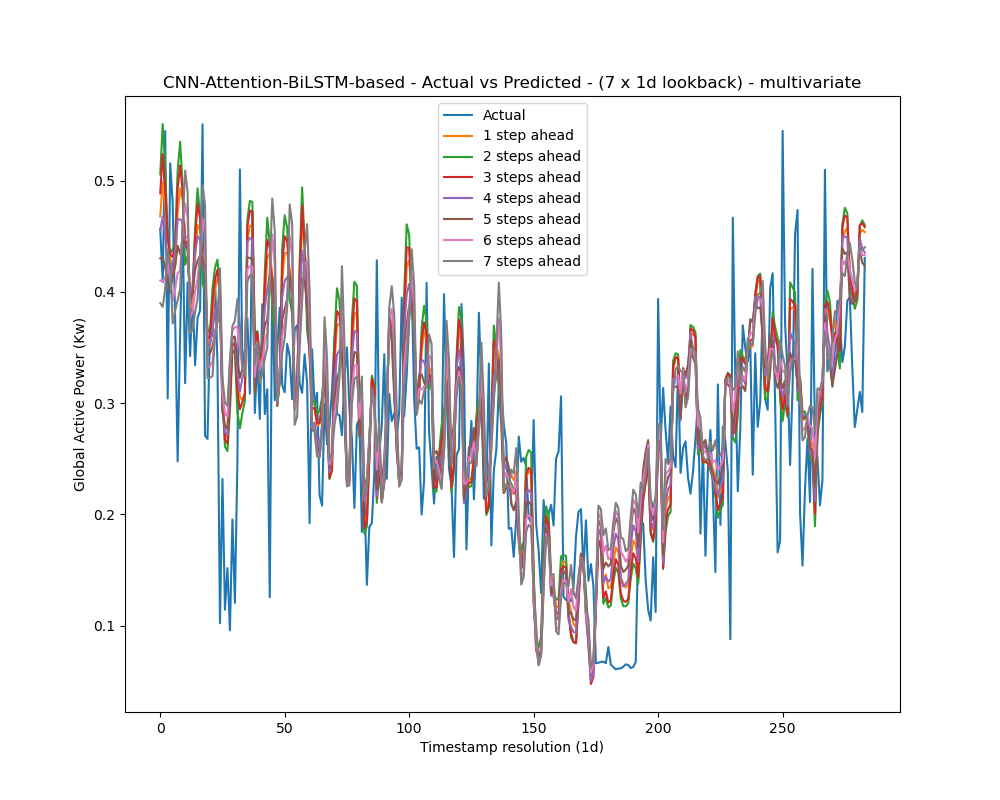 CNN-Attention-BiLSTM-based - Actual vs Predicted - (7 x 1d lookback) - multivariate
Actual
1 step ahead
2 steps ahead
3 steps ahead
4 steps ahead
5 steps ahead
6 steps ahead
7 steps ahead
Global Active Power (Kw)
0.5
0.4
0.3
0.2
0.1
0 50 100 150 200 250
Timestamp resolution (1d)